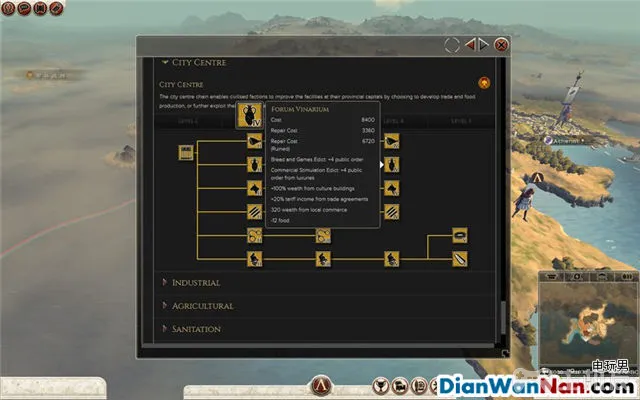 CITY CENTRE
CITY CENTRE
The city centre chain enables civilised factions to improve the facilities at their provincial capitals by choosing to develop trade and food
production, or further exploit the
FORUM VINARIUM
Cost 8400
Repair Cost 3360
Repair Cost 6720
(Ruined)
Bread and Games Edict: +4 public order
Commercial Stimulation Edict: +4 public
order from luxuries
+100% wealth from culture buildings
+20% tariff income from trade agreements
320 wealth from local commerce
-12 food
IV
INDUSTRIAL
AGRICULTURAL
SANITATION
Athenai
电玩男
DianWanNan.com